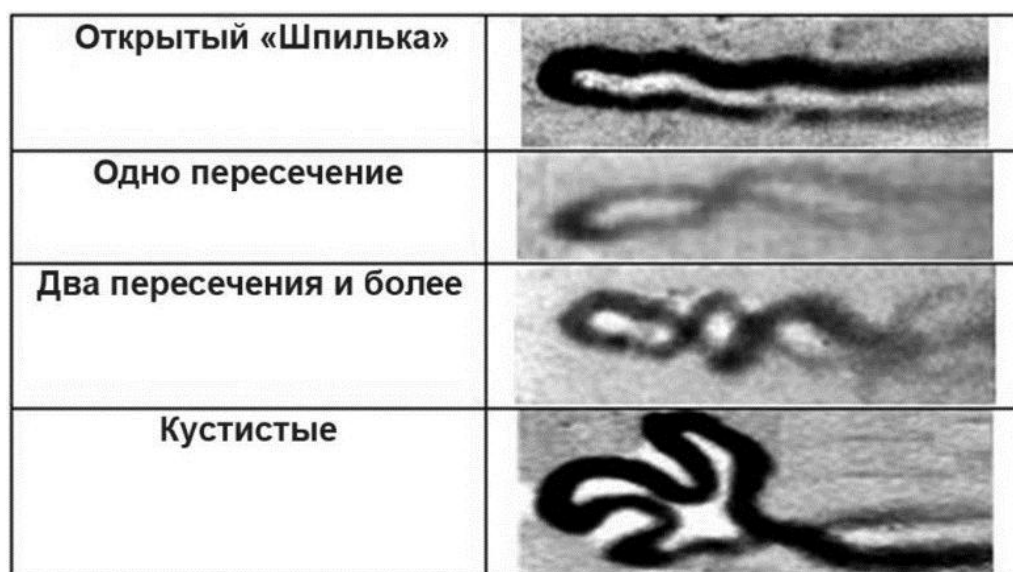 Открытый «Шпилька»
Одно пересечение
Два пересечения и более
Кустистые